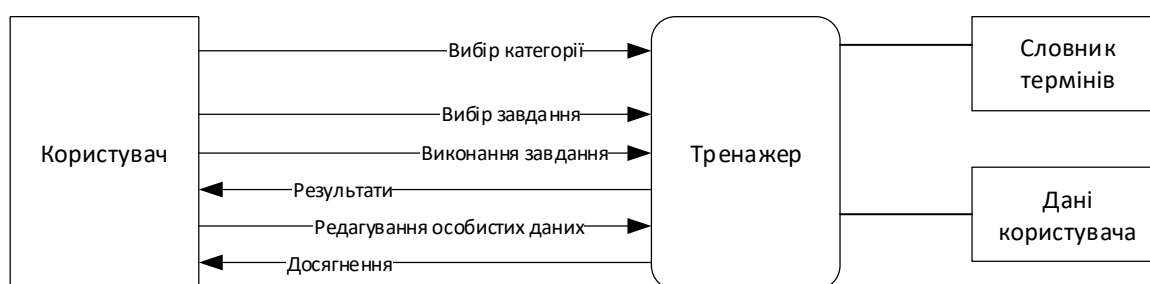 Користувач
Вибір категорії
Вибір завдання
Виконання завдання
Результати
Редагування особистих даних
Досягнення
Тренажер
Словник
термінів
Дані
користувача